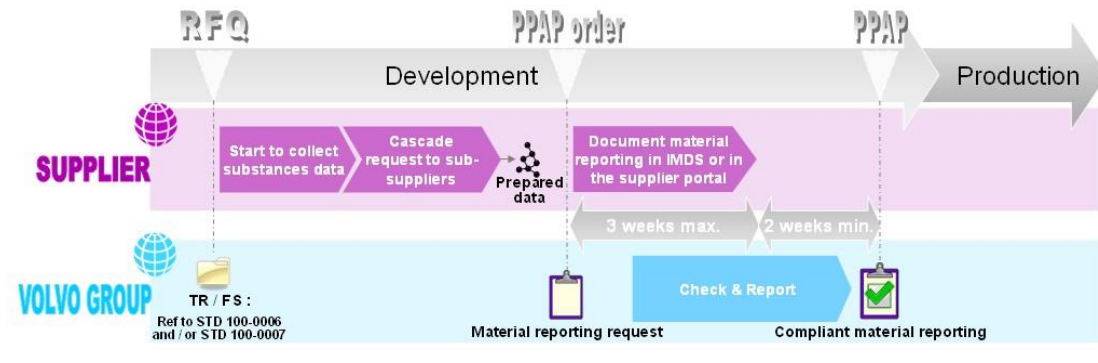 RFQ
PPAP order
PPAP
Development
Production
SUPPLIER
Start to collect
substances data
Cascade
request to sub-
suppliers
Prepared
data
Document material
reporting in IMDS or in
the supplier portal
3 weeks max.
2 weeks min.
VOLVO GROUP
TR / FS :
Ref to STD 100-0006
and / or STD 100-0007
Material reporting request
Check & Report
Compliant material reporting